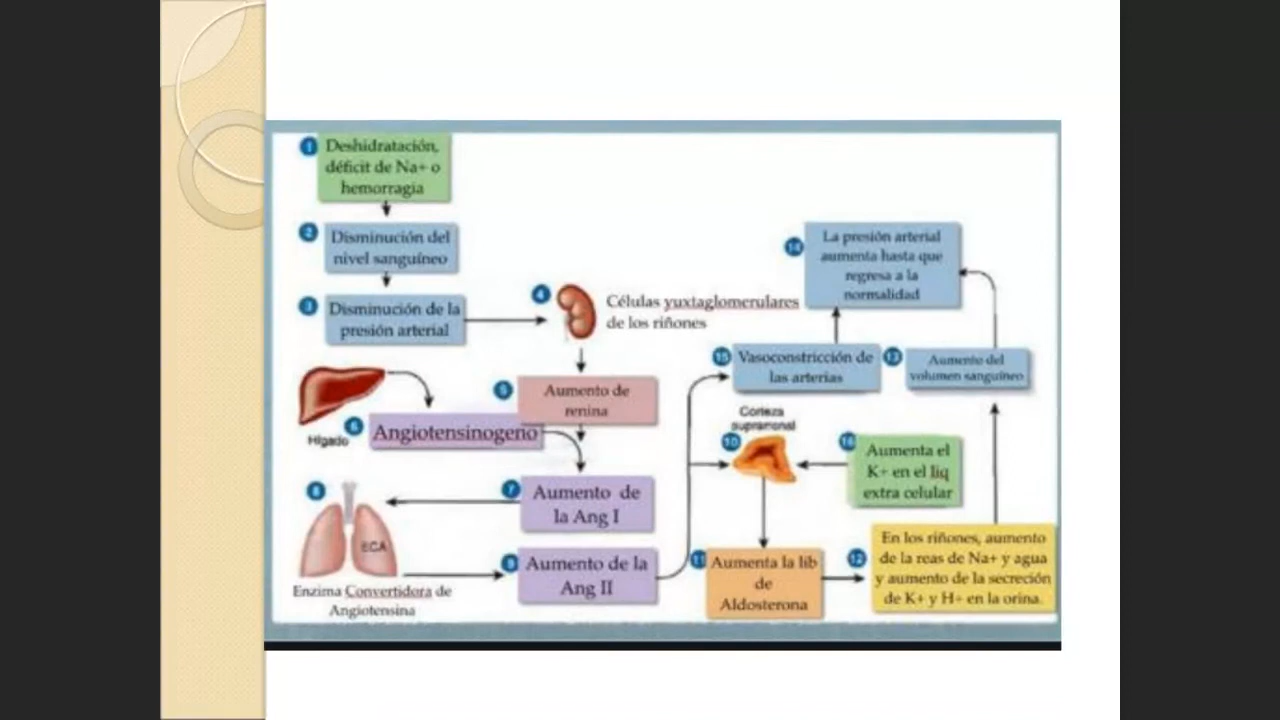 1
Deshidratación,
déficit de Na+ o
hemorragia
2
Disminución del
nivel sanguíneo
3
Disminución de la
presión arterial
4
Células yuxtaglomerulares
de los riñones
5
Aumento de
renina
Hígado
6
Angiotensinogeno
7
Aumento de
la Ang I
8
ECA
Enzima Convertidora de
Angiotensina
9
Aumento de la
Ang II
15
Vasoconstricción de
las arterias
Corteza
suprarrenal
10
16
Aumenta el
K+ en el liq
extra celular
11
Aumenta la lib
de
Aldosterona
12
En los riñones, aumento
de la reas de Na+ y agua
y aumento de la secreción
de K+ y H+ en la orina.
13
Aumento del
volumen sanguíneo
14
La presión arterial
aumenta hasta que
regresa a la
normalidad